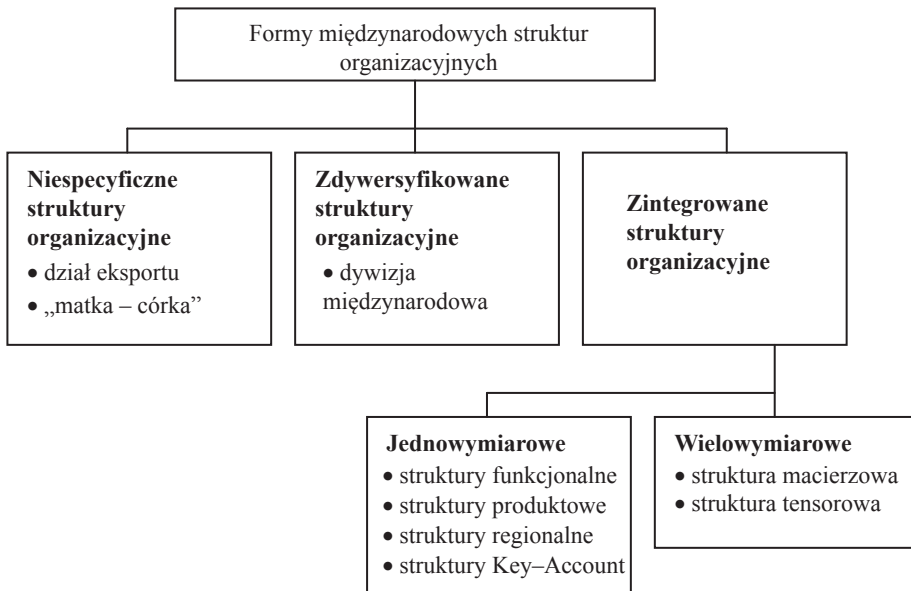 Formy międzynarodowych struktur
organizacyjnych
Niespecyficzne
struktury
organizacyjne
• dział eksportu
• „matka – córka”
Zdywersyfikowane
struktury
organizacyjne
• dywizja
międzynarodowa
Zintegrowane
struktury
organizacyjne
Jednowymiarowe
• struktury funkcjonalne
• struktury produktowe
• struktury regionalne
• struktury Key–Account
Wielowymiarowe
• struktura macierzowa
• struktura tensorowa